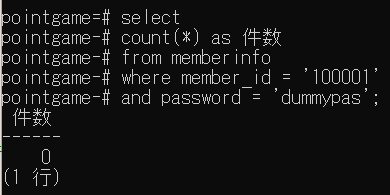 pointgame=# select
pointgame-# count(*) as 件数
pointgame-# from memberinfo
pointgame-# where member_id = '100001'
pointgame-# and password = 'dummypas';
件数
------
0
(1 行)